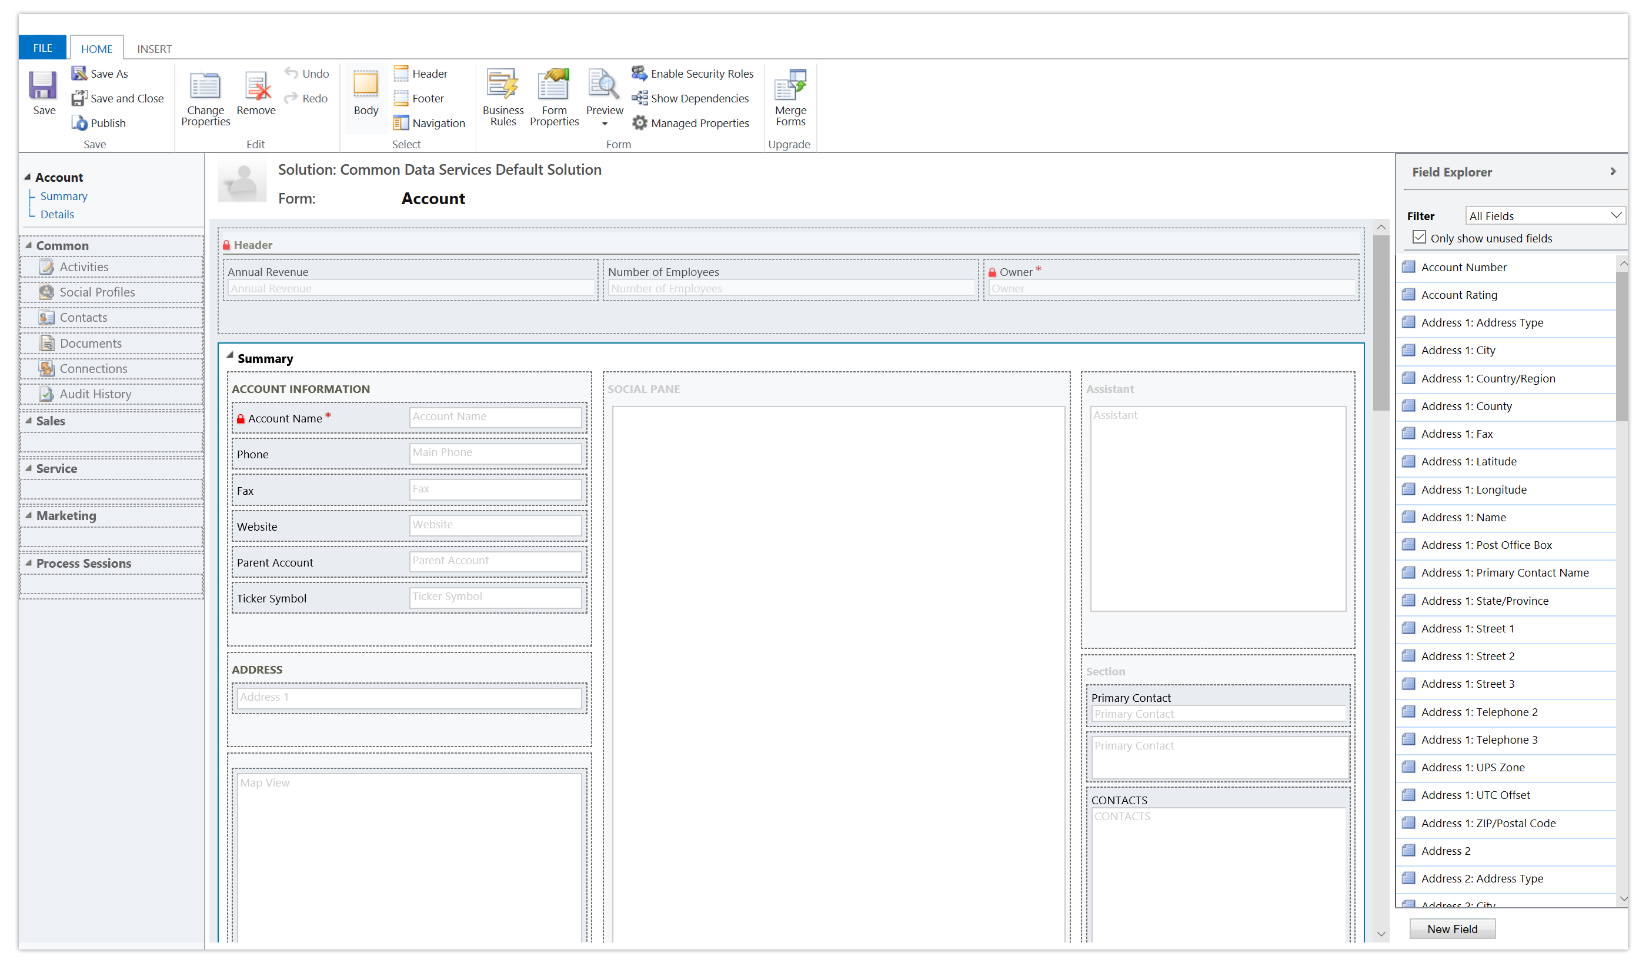 FILE HOME INSERT
Save
Save As
Save and Close
Publish
Save
Change Properties
Remove
Undo
Redo
Edit
Body
Header
Footer
Navigation
Select
Business Rules
Form Properties
Preview
Enable Security Roles
Show Dependencies
Managed Properties
Form
Merge Forms
Upgrade
Account
Summary
Details
Common
Activities
Social Profiles
Contacts
Documents
Connections
Audit History
Sales
Service
Marketing
Process Sessions
Solution: Common Data Services Default Solution
Form: Account
Header
Annual Revenue
Annual Revenue
Number of Employees
Number of Employees
Owner *
Owner
Summary
ACCOUNT INFORMATION
Account Name * Account Name
Phone Main Phone
Fax Fax
Website Website
Parent Account Parent Account
Ticker Symbol Ticker Symbol
ADDRESS
Address 1
Map View
SOCIAL PANE
Assistant
Assistant
Section
Primary Contact
Primary Contact
Primary Contact
CONTACTS
CONTACTS
Field Explorer
Filter All Fields
Only show unused fields
Account Number
Account Rating
Address 1: Address Type
Address 1: City
Address 1: Country/Region
Address 1: County
Address 1: Fax
Address 1: Latitude
Address 1: Longitude
Address 1: Name
Address 1: Post Office Box
Address 1: Primary Contact Name
Address 1: State/Province
Address 1: Street 1
Address 1: Street 2
Address 1: Street 3
Address 1: Telephone 2
Address 1: Telephone 3
Address 1: UPS Zone
Address 1: UTC Offset
Address 1: ZIP/Postal Code
Address 2
Address 2: Address Type
Address 2: City
New Field